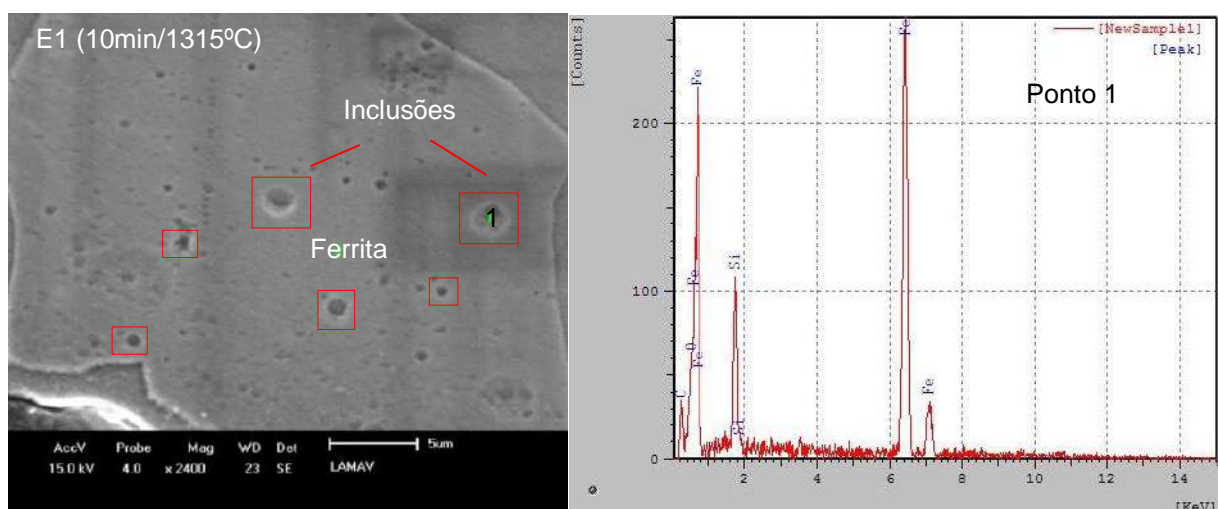 E1 (10min/1315ºC)
Inclusões
1
Ferrita
AccV Probe Mag WD Det
15.0 kV 4.0 x 2400 23 SE
5um
LAMAV
[Counts]
[NewSample1]
[Peak]
Ponto 1
Fe
Fe
Fe
Si
O
Fe
C
Si
Fe
200
100
0
2 4 6 8 10 12 14
[KeV]